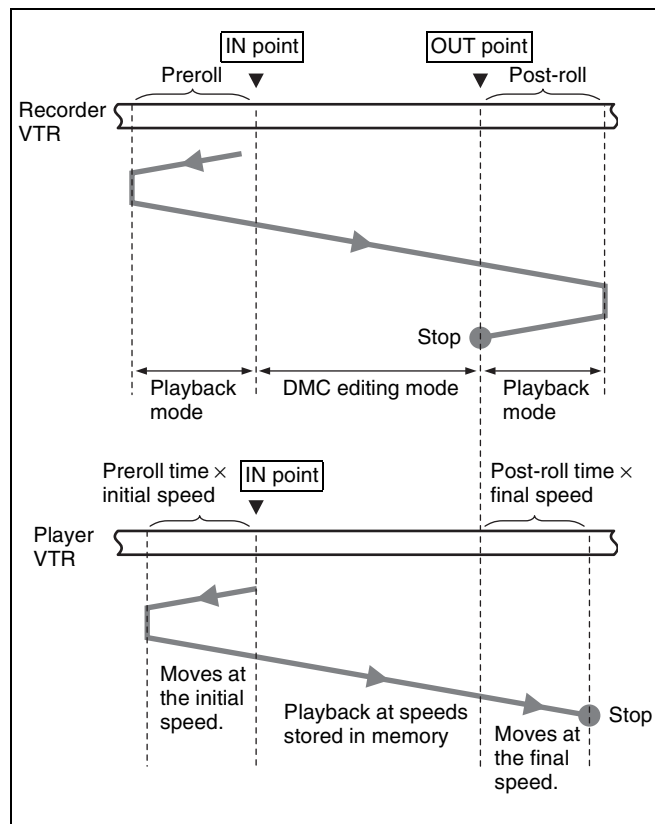 IN point
OUT point
Preroll
Post-roll
Recorder
VTR
Stop
Playback
mode
DMC editing mode
Playback
mode
Preroll time ×
initial speed
IN point
Post-roll time ×
final speed
Player
VTR
Moves at
the initial
speed.
Playback at speeds
stored in memory
Moves at
the final
speed.
Stop